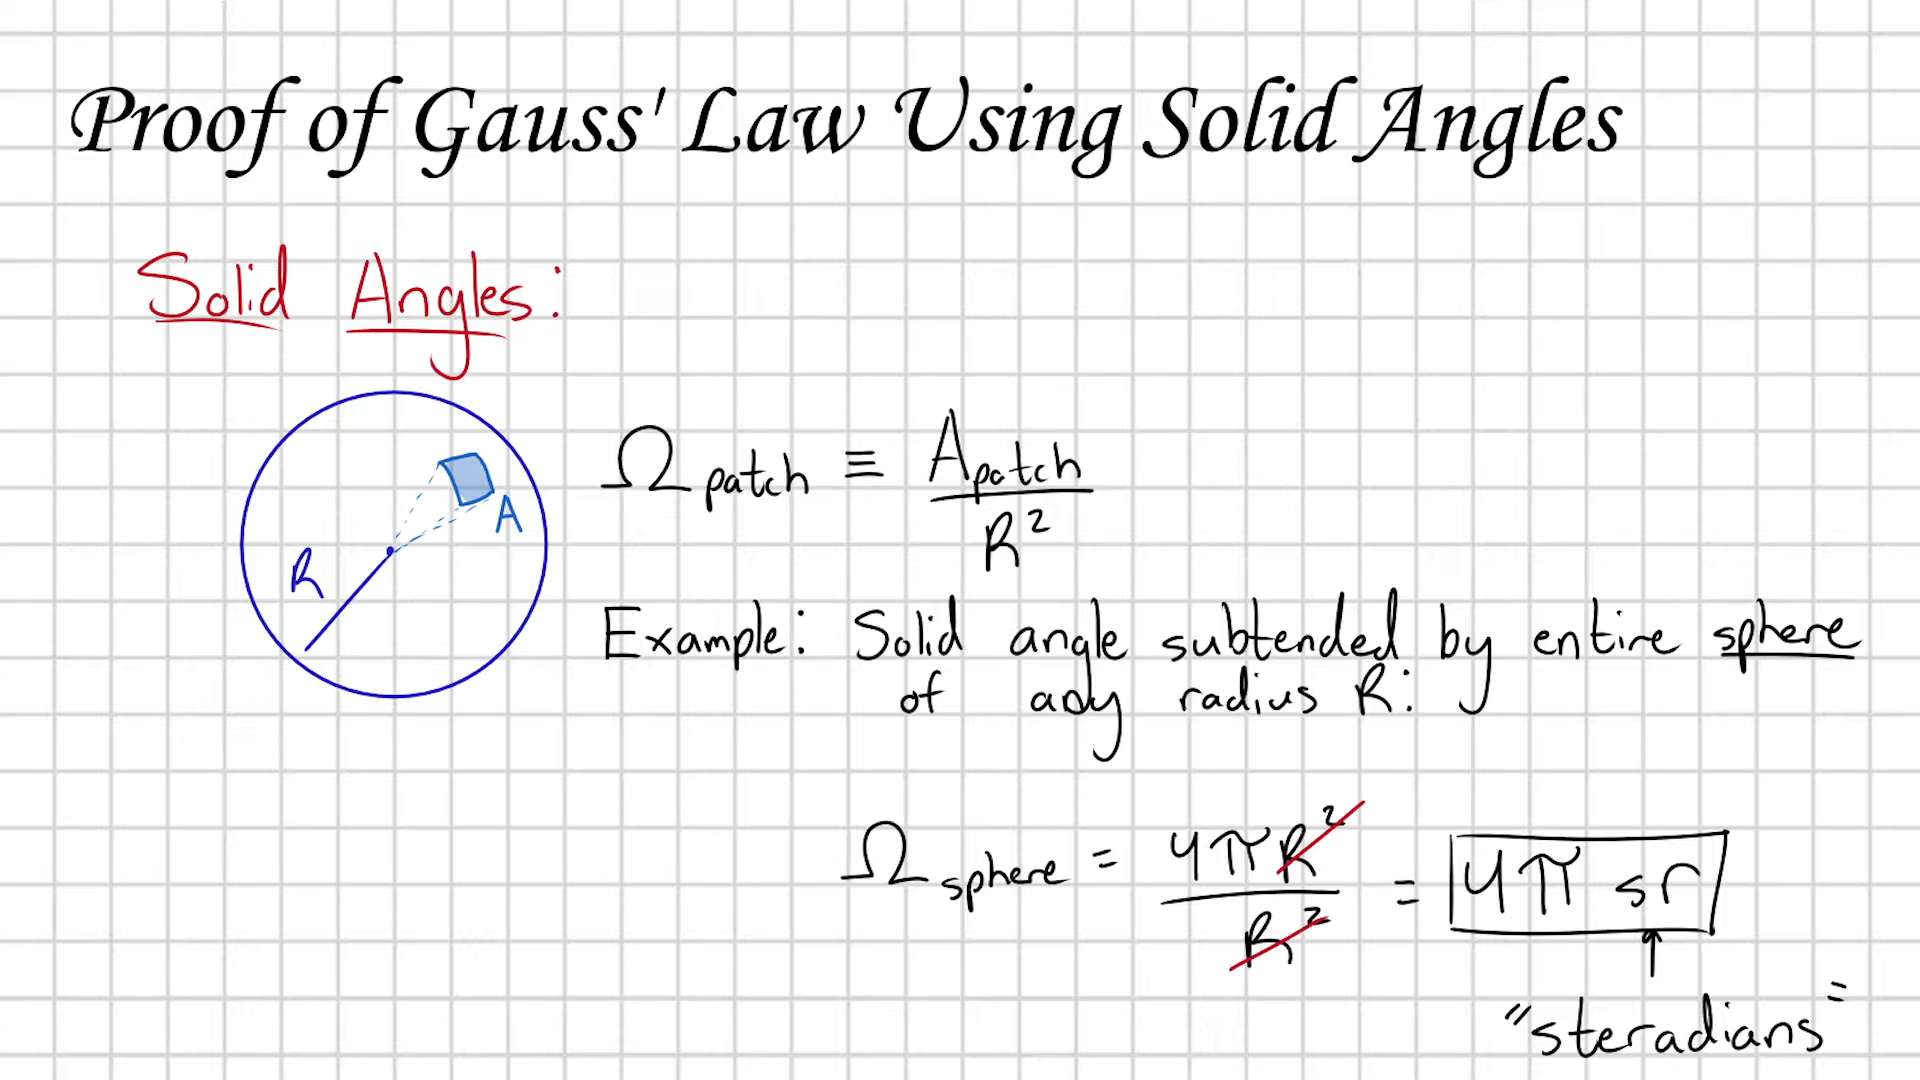 Proof of Gauss' Law Using Solid Angles
Solid Angles:
A
R
Ω patch ≡ A patch / R²
Example: Solid angle subtended by entire sphere
of any radius R:
Ω sphere = 4πR² / R² = 4π sr
"steradians"